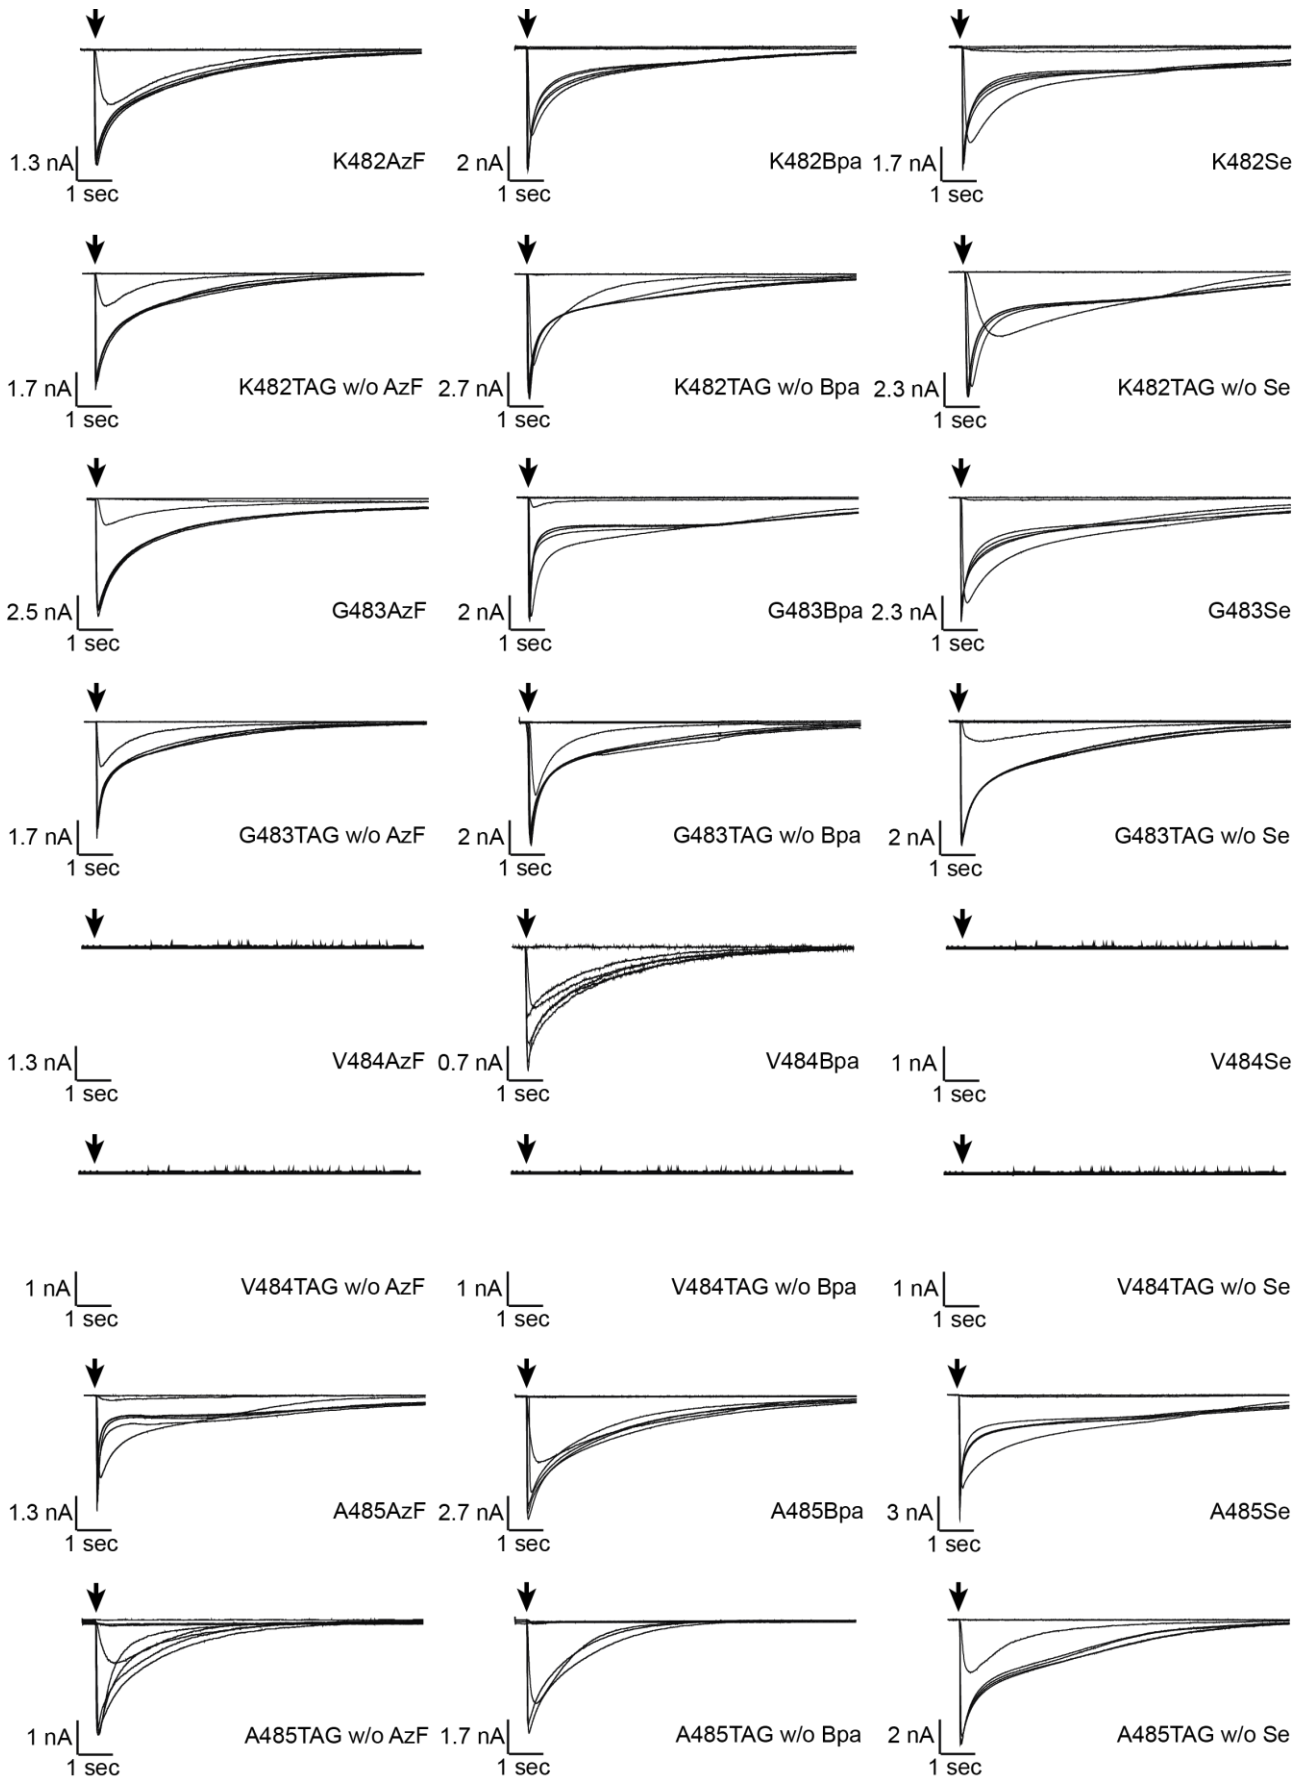 1.3 nA K482AzF 2 nA K482Bpa 1.7 nA K482Se
1 sec 1 sec 1 sec
1.7 nA K482TAG w/o AzF 2.7 nA K482TAG w/o Bpa 2.3 nA K482TAG w/o Se
1 sec 1 sec 1 sec
2.5 nA G483AzF 2 nA G483Bpa 2.3 nA G483Se
1 sec 1 sec 1 sec
1.7 nA G483TAG w/o AzF 2 nA G483TAG w/o Bpa 2 nA G483TAG w/o Se
1 sec 1 sec 1 sec
1.3 nA V484AzF 0.7 nA V484Bpa 1 nA V484Se
1 sec 1 sec 1 sec
1 nA V484TAG w/o AzF 1 nA V484TAG w/o Bpa 1 nA V484TAG w/o Se
1 sec 1 sec 1 sec
1.3 nA A485AzF 2.7 nA A485Bpa 3 nA A485Se
1 sec 1 sec 1 sec
1 nA A485TAG w/o AzF 1.7 nA A485TAG w/o Bpa 2 nA A485TAG w/o Se
1 sec 1 sec 1 sec